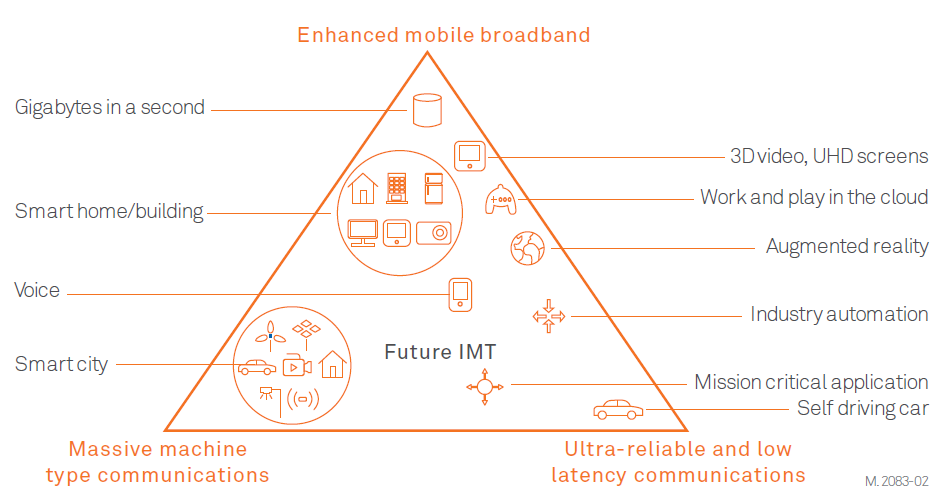 Enhanced mobile broadband
Gigabytes in a second
3D video, UHD screens
Work and play in the cloud
Smart home/building
Augmented reality
Voice
Industry automation
Future IMT
Smart city
Mission critical application
Self driving car
Massive machine
type communications
Ultra-reliable and low
latency communications
M.2083-02